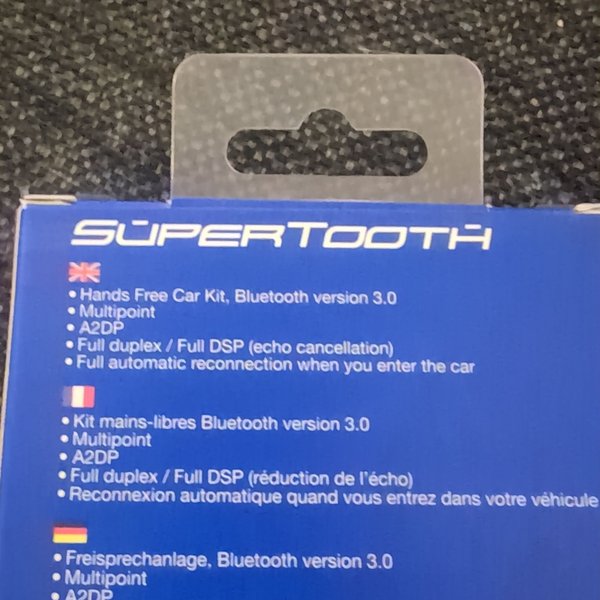 SUPERTOOTH
• Hands Free Car Kit, Bluetooth version 3.0
• Multipoint
• A2DP
• Full duplex / Full DSP (echo cancellation)
• Full automatic reconnection when you enter the car
• Kit mains-libres Bluetooth version 3.0
• Multipoint
• A2DP
• Full duplex / Full DSP (réduction de l'écho)
• Reconnexion automatique quand vous entrez dans votre véhicule
• Freisprechanlage, Bluetooth version 3.0
• Multipoint
• A2DP